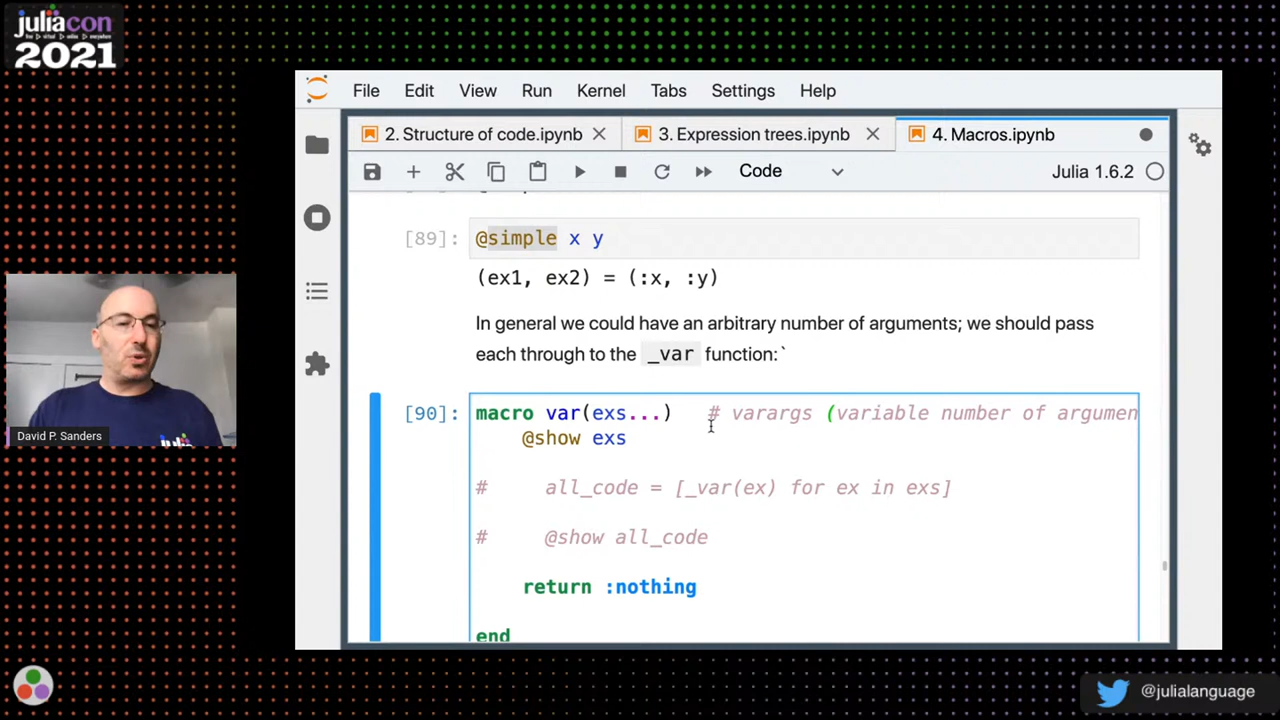 juliacon
2021
File Edit View Run Kernel Tabs Settings Help
2. Structure of code.ipynb
3. Expression trees.ipynb
4. Macros.ipynb
Code
Julia 1.6.2
[89]: @simple x y
(ex1, ex2) = (:x, :y)
In general we could have an arbitrary number of arguments; we should pass
each through to the _var function:`
[90]: macro var(exs...) # varargs (variable number of argumen
@show exs
# all_code = [_var(ex) for ex in exs]
# @show all_code
return :nothing
end
David P. Sanders
@julialanguage